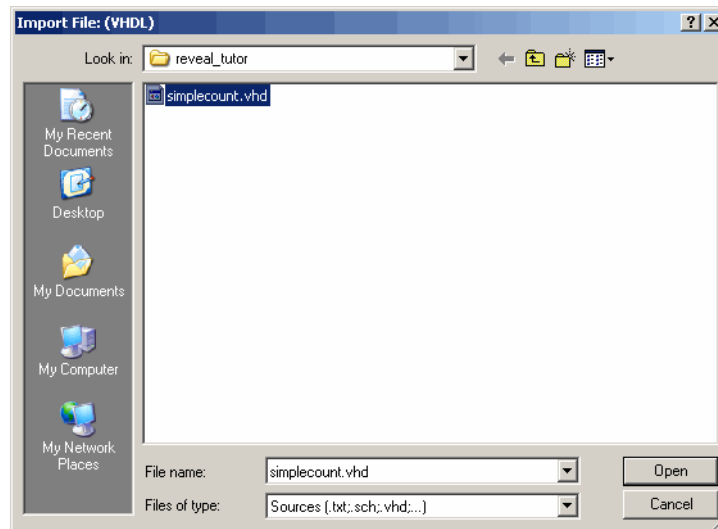 Import File: (VHDL)
Look in:
reveal_tutor
simplecount.vhd
My Recent
Documents
Desktop
My Documents
My Computer
My Network
Places
File name:
simplecount.vhd
Open
Files of type:
Sources (.txt;.sch;.vhd;...)
Cancel